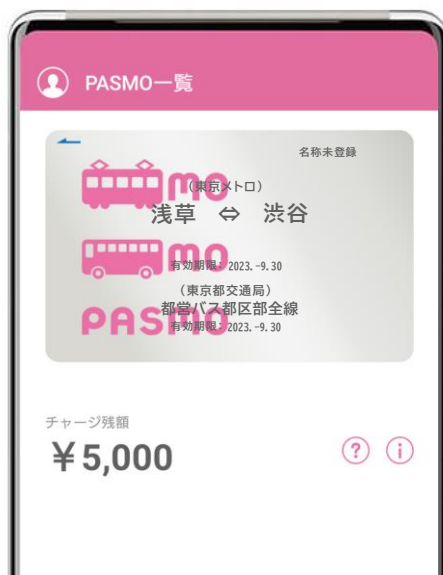 PASMO一覧
名称未登録
mo
(東京メトロ)
浅草 ⇔ 渋谷
mo
有効期限:2023.-9.30
(東京都交通局)
都営バス都区部全線
PASMO
有効期限:2023.-9.30
チャージ残額
¥5,000
?
i